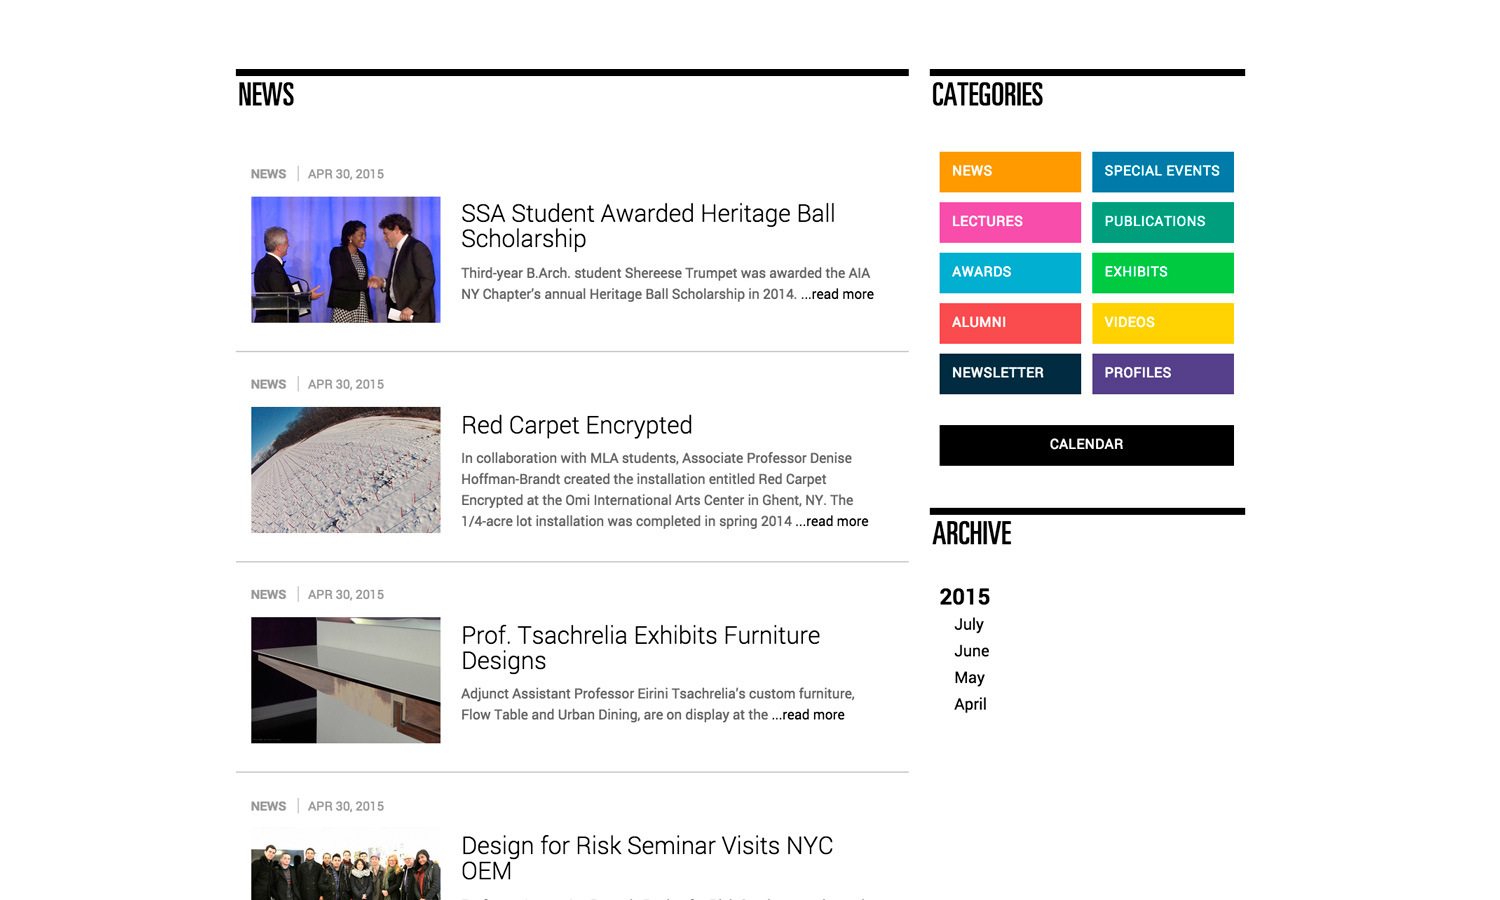 NEWS
NEWS | APR 30, 2015
SSA Student Awarded Heritage Ball
Scholarship
Third-year B.Arch. student Shereese Trumpet was awarded the AIA
NY Chapter's annual Heritage Ball Scholarship in 2014. ...read more
NEWS | APR 30, 2015
Red Carpet Encrypted
In collaboration with MLA students, Associate Professor Denise
Hoffman-Brandt created the installation entitled Red Carpet
Encrypted at the Omi International Arts Center in Ghent, NY. The
1/4-acre lot installation was completed in spring 2014 ...read more
NEWS | APR 30, 2015
Prof. Tsachrelia Exhibits Furniture
Designs
Adjunct Assistant Professor Eirini Tsachrelia's custom furniture,
Flow Table and Urban Dining, are on display at the ...read more
NEWS | APR 30, 2015
Design for Risk Seminar Visits NYC
OEM
CATEGORIES
NEWS
SPECIAL EVENTS
LECTURES
PUBLICATIONS
AWARDS
EXHIBITS
ALUMNI
VIDEOS
NEWSLETTER
PROFILES
CALENDAR
ARCHIVE
2015
July
June
May
April